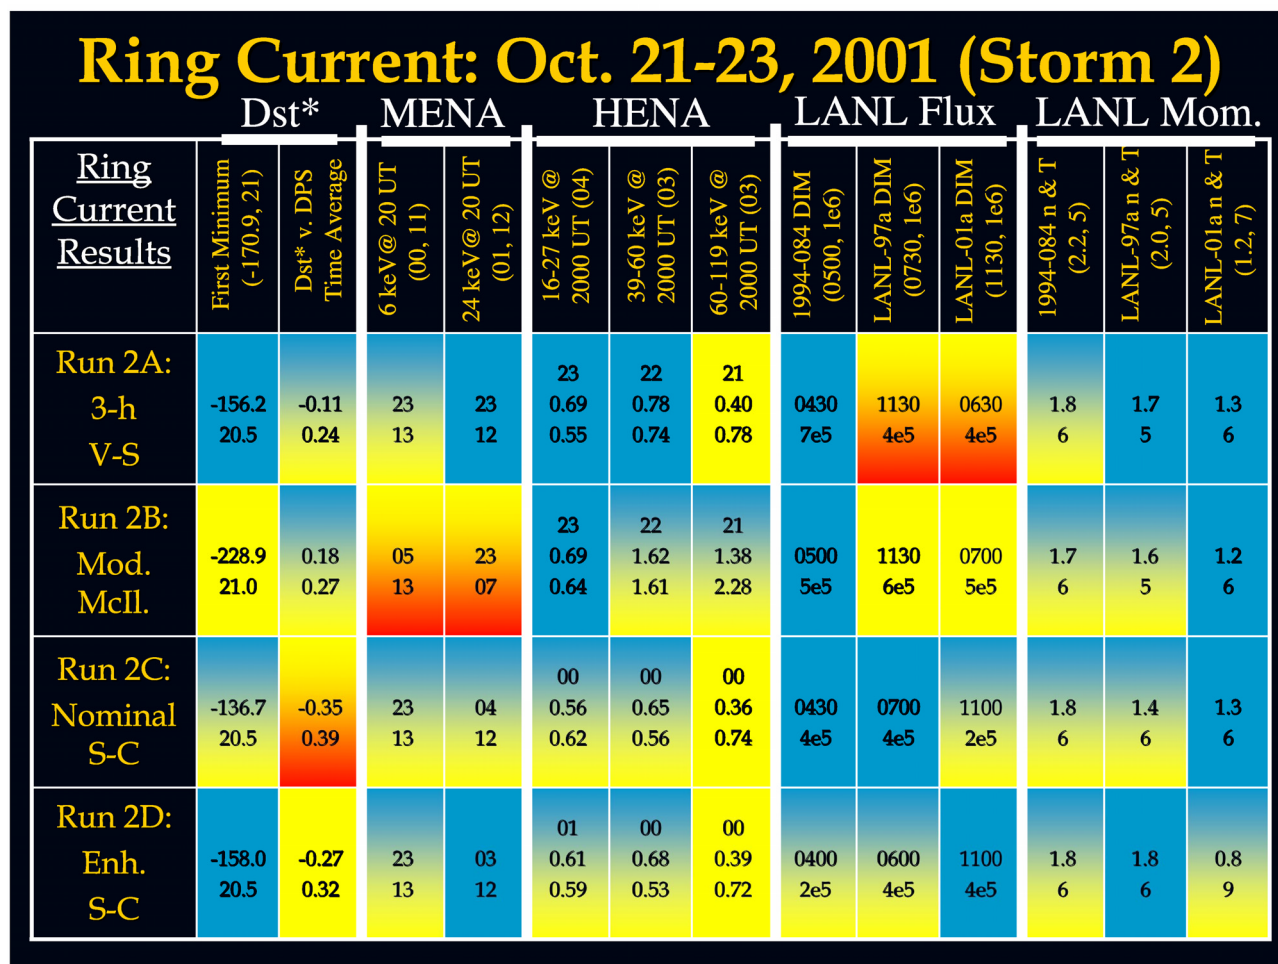 Ring Current: Oct. 21-23, 2001 (Storm 2)
Dst* MENA HENA LANL Flux LANL Mom.
Ring
Current
Results
First Minimum
(-170.9, 21)
Dst* v. DPS
Time Average
6 keV@ 20 UT
(00, 11)
24 keV@ 20 UT
(01, 12)
16-27 keV @
2000 UT (04)
39-60 keV @
2000 UT (03)
60-119 keV @
2000 UT (03)
1994-084 DIM
(0500, 1e6)
LANL-97a DIM
(0730, 1e6)
LANL-01a DIM
(1130, 1e6)
1994-084 n & T
(2.2, 5)
LANL-97a n & T
(2.0, 5)
LANL-01a n & T
(1.2, 7)
Run 2A:
3-h
V-S
23 22 21
-156.2 -0.11 23 23 0.69 0.78 0.40 0430 1130 0630 1.8 1.7 1.3
20.5 0.24 13 12 0.55 0.74 0.78 7e5 4e5 4e5 6 5 6
Run 2B:
Mod.
McIl.
23 22 21
-228.9 0.18 05 23 0.69 1.62 1.38 0500 1130 0700 1.7 1.6 1.2
21.0 0.27 13 07 0.64 1.61 2.28 5e5 6e5 5e5 6 5 6
Run 2C:
Nominal
S-C
00 00 00
-136.7 -0.35 23 04 0.56 0.65 0.36 0430 0700 1100 1.8 1.4 1.3
20.5 0.39 13 12 0.62 0.56 0.74 4e5 4e5 2e5 6 6 6
Run 2D:
Enh.
S-C
01 00 00
-158.0 -0.27 23 03 0.61 0.68 0.39 0400 0600 1100 1.8 1.8 0.8
20.5 0.32 13 12 0.59 0.53 0.72 2e5 4e5 4e5 6 6 9